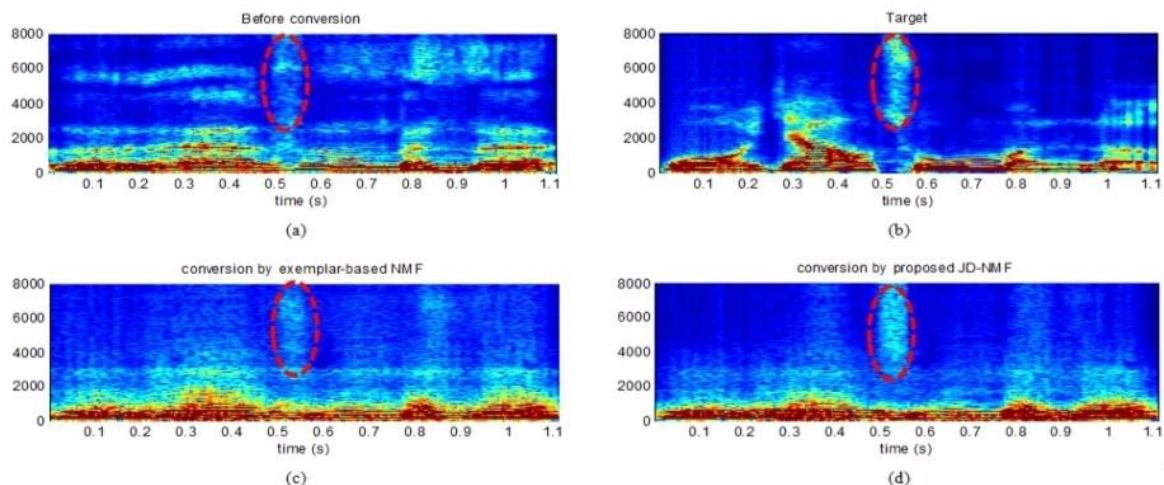 Before conversion
8000
6000
4000
2000
0
0.1 0.2 0.3 0.4 0.5 0.6 0.7 0.8 0.9 1 1.1
time (s)
(a)
Target
8000
6000
4000
2000
0
0.1 0.2 0.3 0.4 0.5 0.6 0.7 0.8 0.9 1 1.1
time (s)
(b)
conversion by exemplar-based NMF
8000
6000
4000
2000
0
0.1 0.2 0.3 0.4 0.5 0.6 0.7 0.8 0.9 1 1.1
time (s)
(c)
conversion by proposed JD-NMF
8000
6000
4000
2000
0
0.1 0.2 0.3 0.4 0.5 0.6 0.7 0.8 0.9 1 1.1
time (s)
(d)